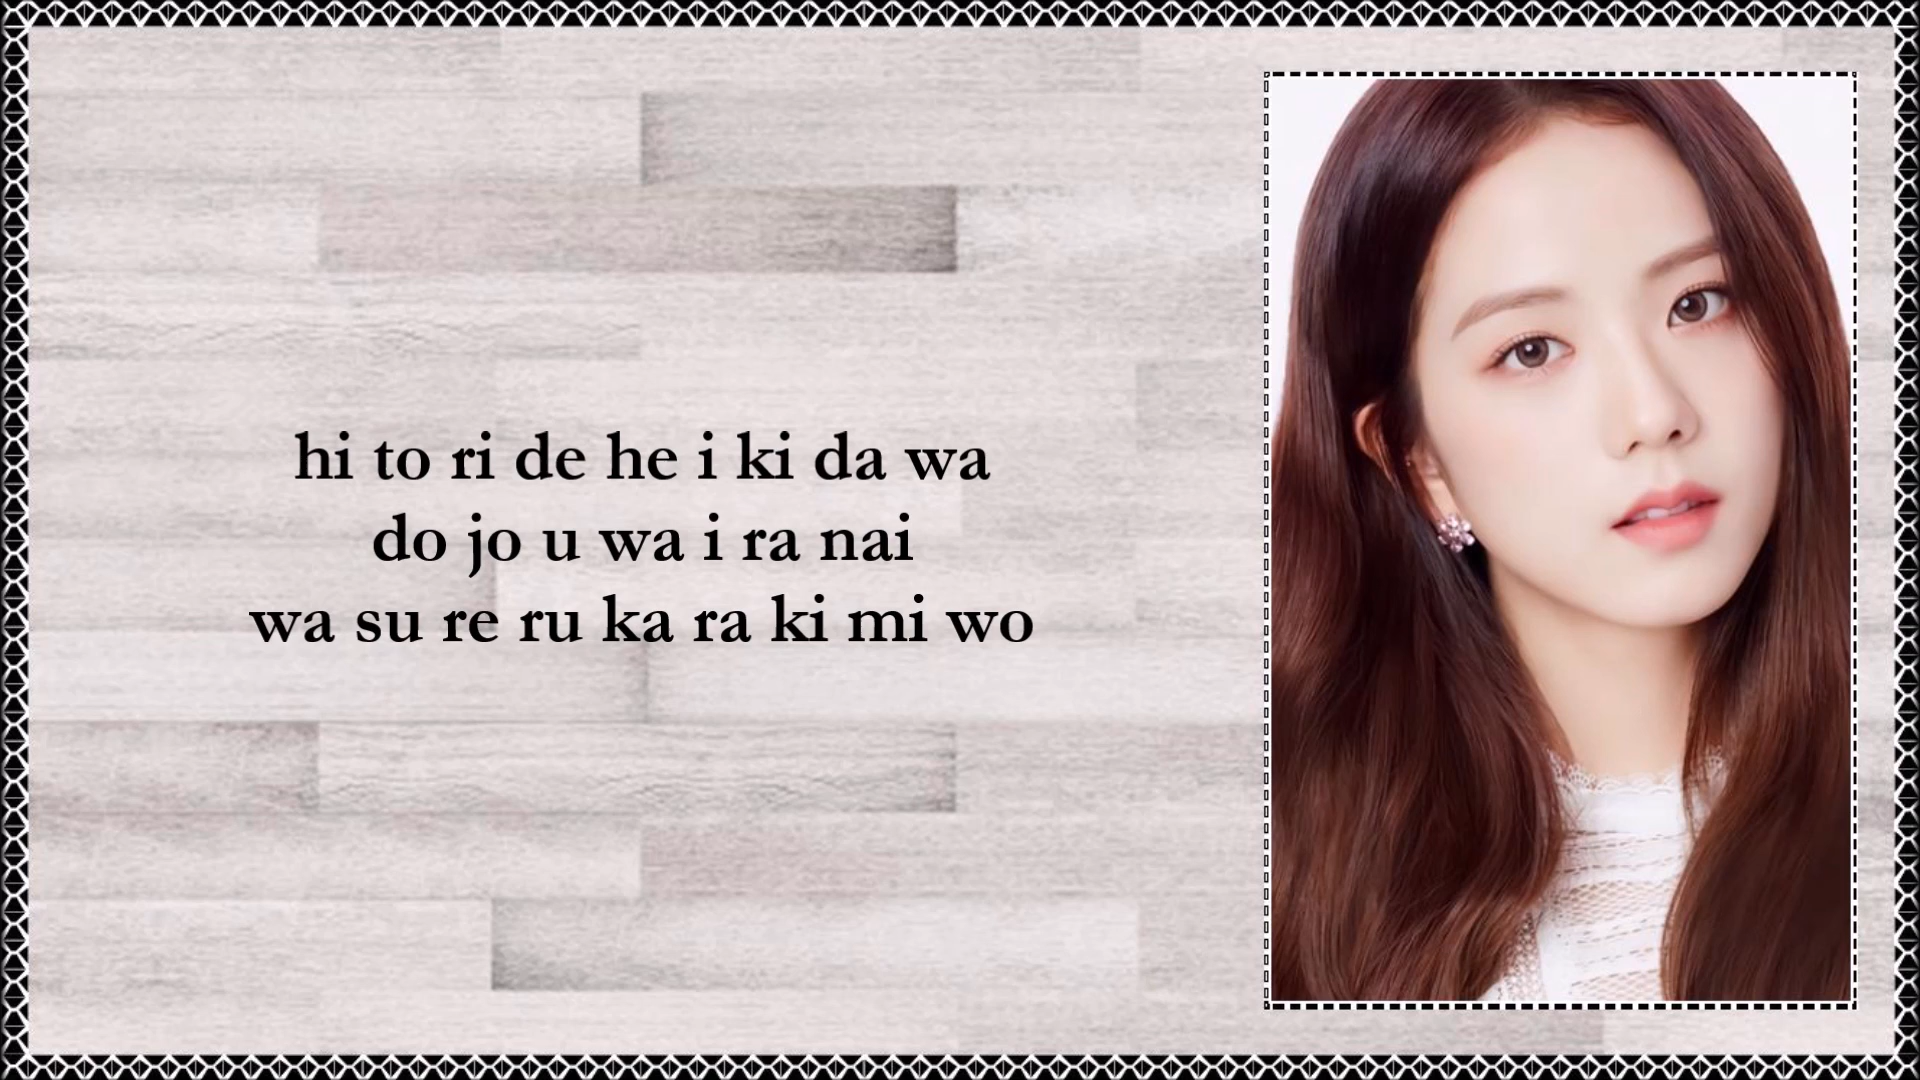 hi to ri de he i ki da wa
do jo u wa i ra nai
wa su re ru ka ra ki mi wo